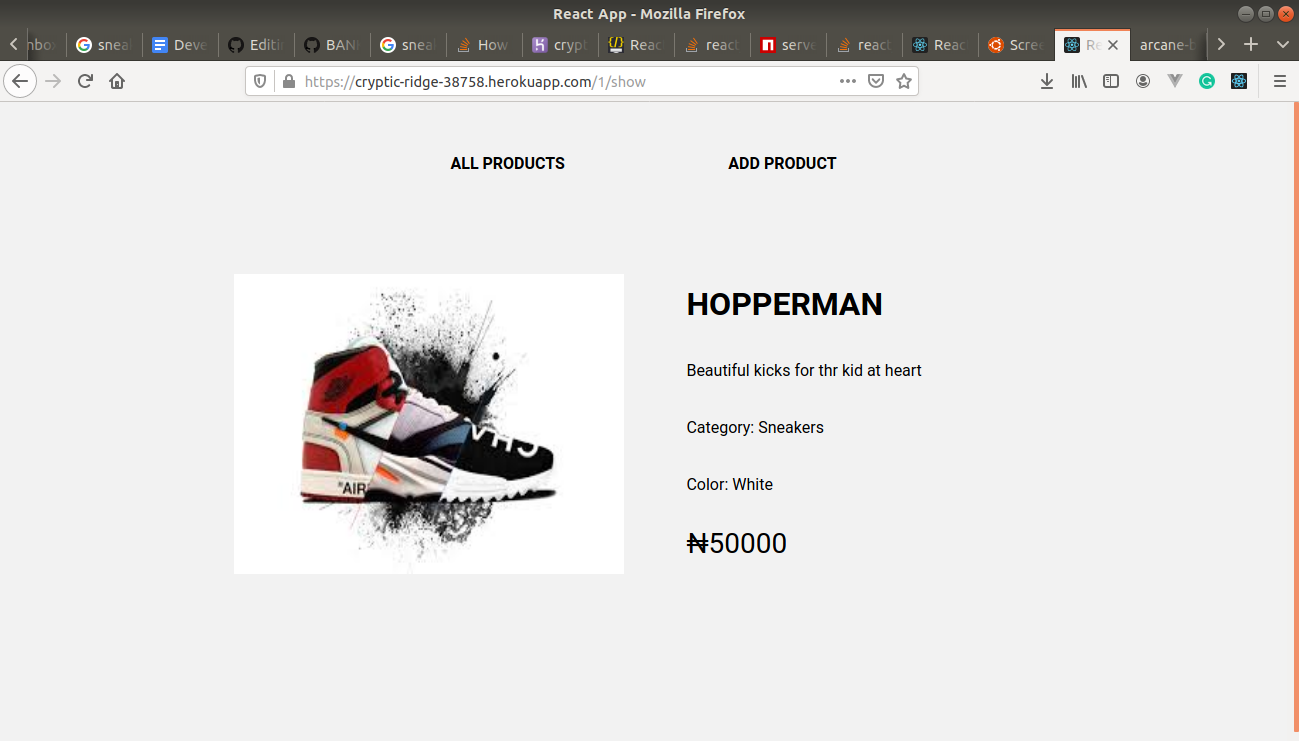 React App - Mozilla Firefox
nbo snea Deve Editi BAN snea How crypt Reac react serve react Reac Scree Re arcane-b
https://cryptic-ridge-38758.herokuapp.com/1/show
ALL PRODUCTS ADD PRODUCT
HOPPERMAN
Beautiful kicks for thr kid at heart
Category: Sneakers
Color: White
₦50000
"AIR